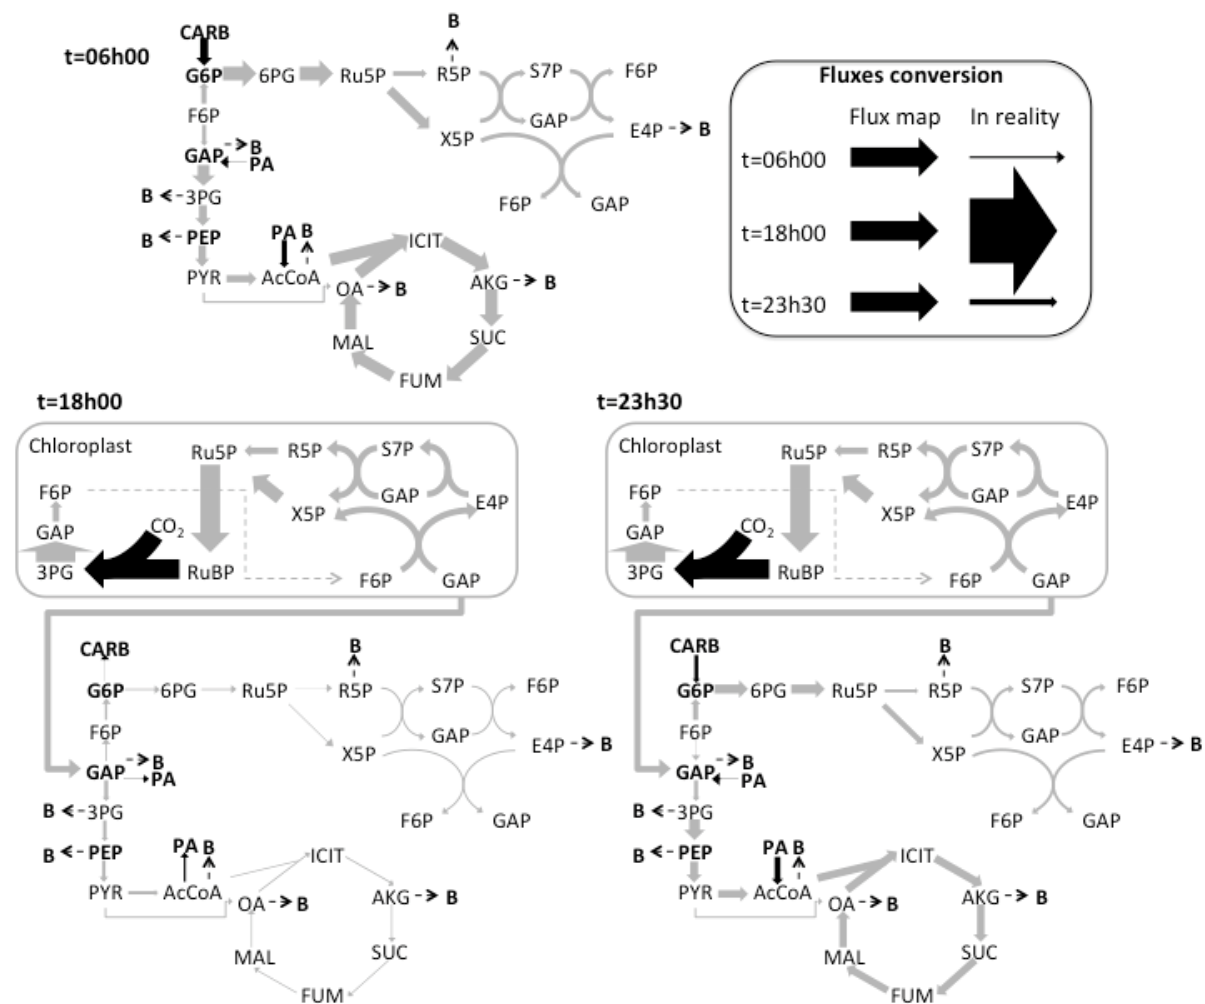 CARB
t=06h00
B
G6P 6PG Ru5P R5P S7P F6P
F6P GAP E4P B
X5P
GAP B
PA
B 3PG
F6P GAP
B PEP PA B ICIT
PYR AcCoA OA B AKG B
MAL SUC
FUM
Fluxes conversion
Flux map In reality
t=06h00
t=18h00
t=23h30
t=18h00
Chloroplast
Ru5P R5P S7P
F6P GAP E4P
X5P
GAP CO2
3PG RuBP F6P GAP
CARB B
G6P 6PG Ru5P R5P S7P F6P
F6P GAP E4P B
X5P
GAP B
PA
B 3PG
F6P GAP
B PEP PA B ICIT
PYR AcCoA OA B AKG B
MAL SUC
FUM
t=23h30
Chloroplast
Ru5P R5P S7P
F6P GAP E4P
X5P
GAP CO2
3PG RuBP F6P GAP
CARB B
G6P 6PG Ru5P R5P S7P F6P
F6P GAP E4P B
X5P
GAP B
PA
B 3PG
F6P GAP
B PEP PA B ICIT
PYR AcCoA OA B AKG B
MAL SUC
FUM